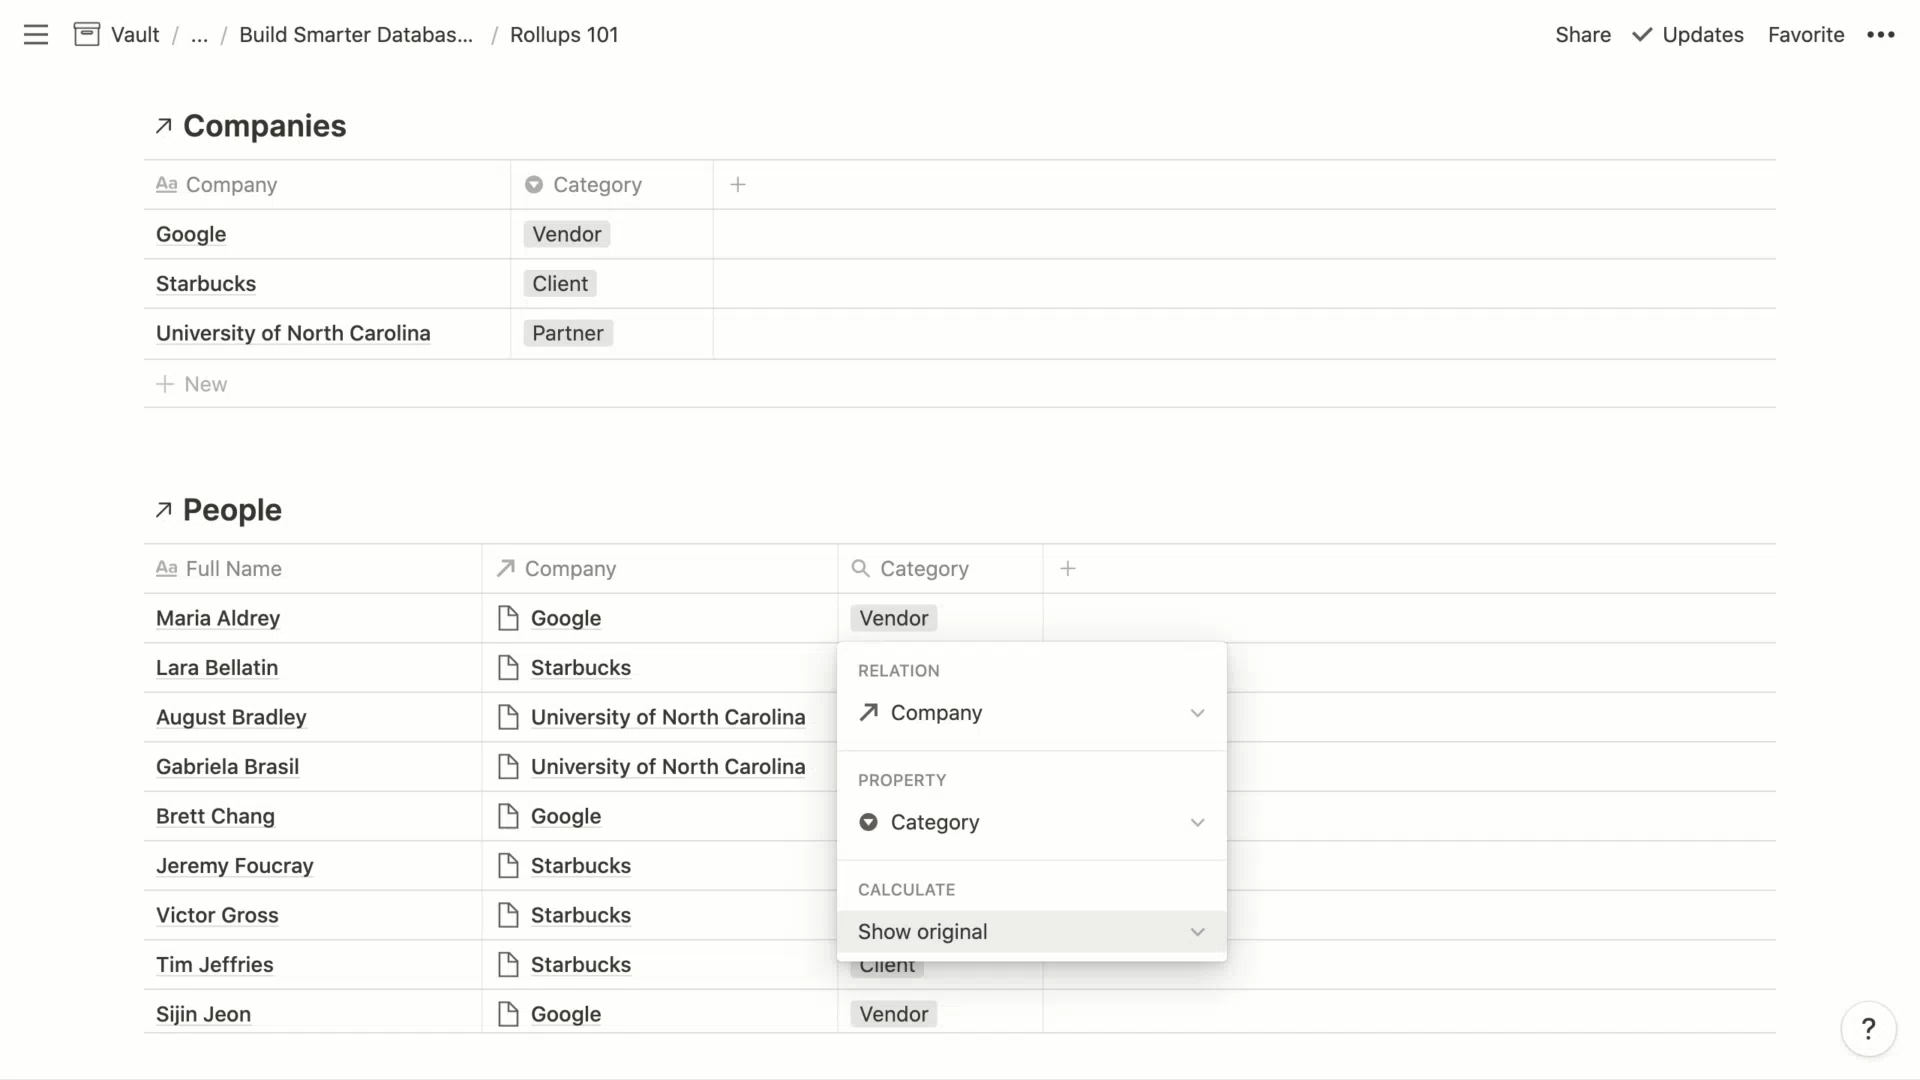 Vault / ... / Build Smarter Databas... / Rollups 101
Share Updates Favorite •••
Companies
Aa Company Category +
Google Vendor
Starbucks Client
University of North Carolina Partner
+ New
People
Aa Full Name Company Category +
Maria Aldrey Google Vendor
Lara Bellatin Starbucks
August Bradley University of North Carolina
Gabriela Brasil University of North Carolina
Brett Chang Google
Jeremy Foucray Starbucks
Victor Gross Starbucks
Tim Jeffries Starbucks Client
Sijin Jeon Google Vendor
RELATION
Company
PROPERTY
Category
CALCULATE
Show original
?